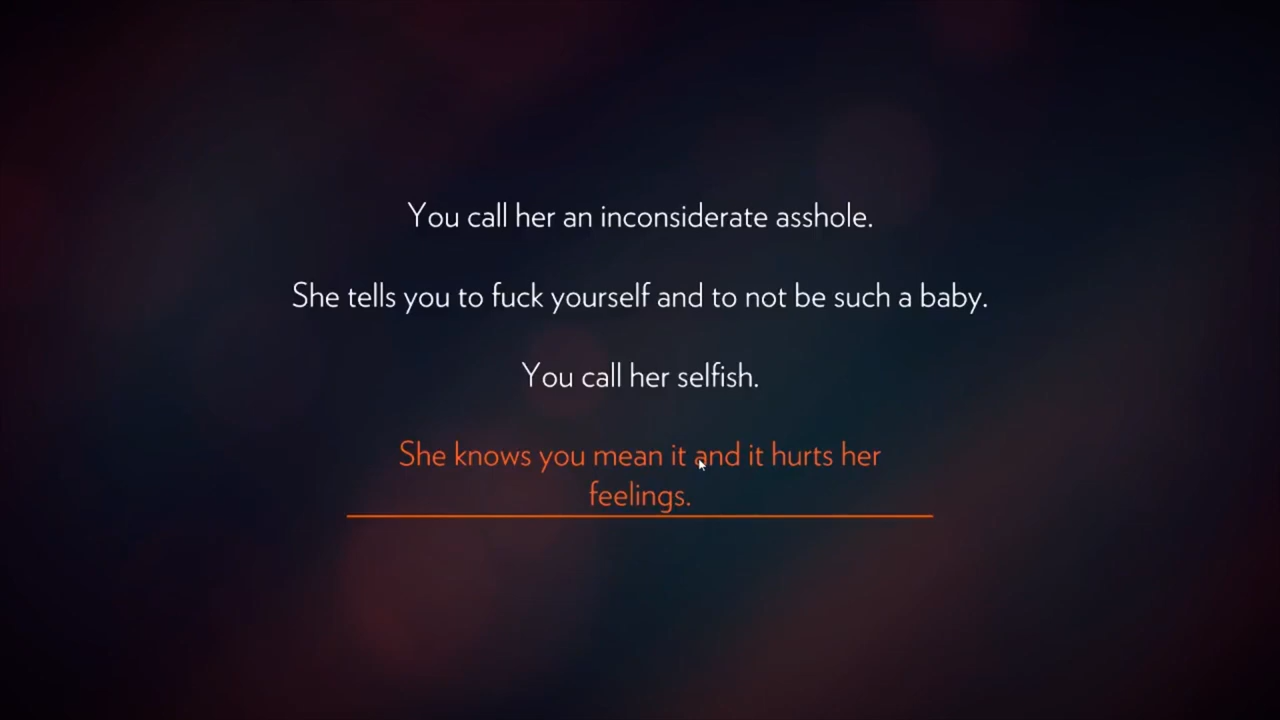 You call her an inconsiderate asshole.
She tells you to fuck yourself and to not be such a baby.
You call her selfish.
She knows you mean it and it hurts her
feelings.